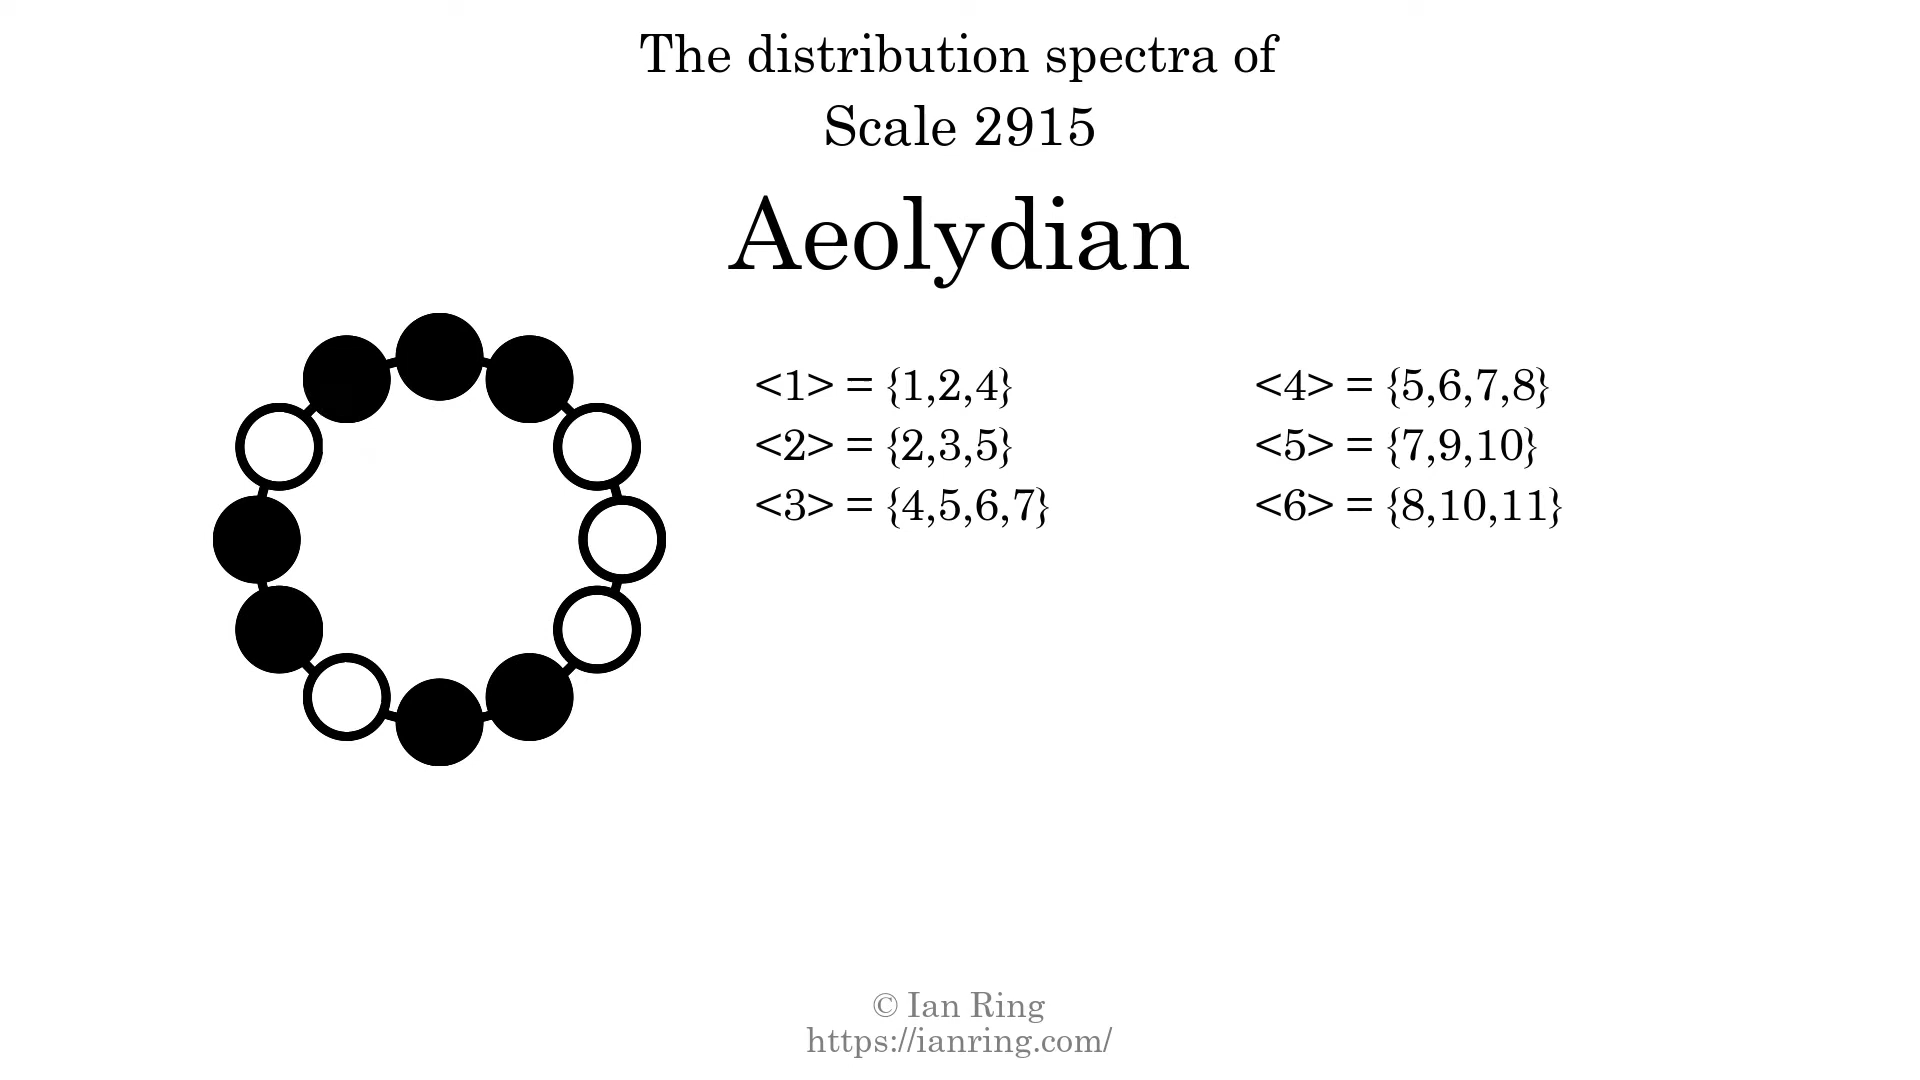 The distribution spectra of
Scale 2915
Aeolydian
<1> = {1,2,4}
<2> = {2,3,5}
<3> = {4,5,6,7}
<4> = {5,6,7,8}
<5> = {7,9,10}
<6> = {8,10,11}
© Ian Ring
https://ianring.com/